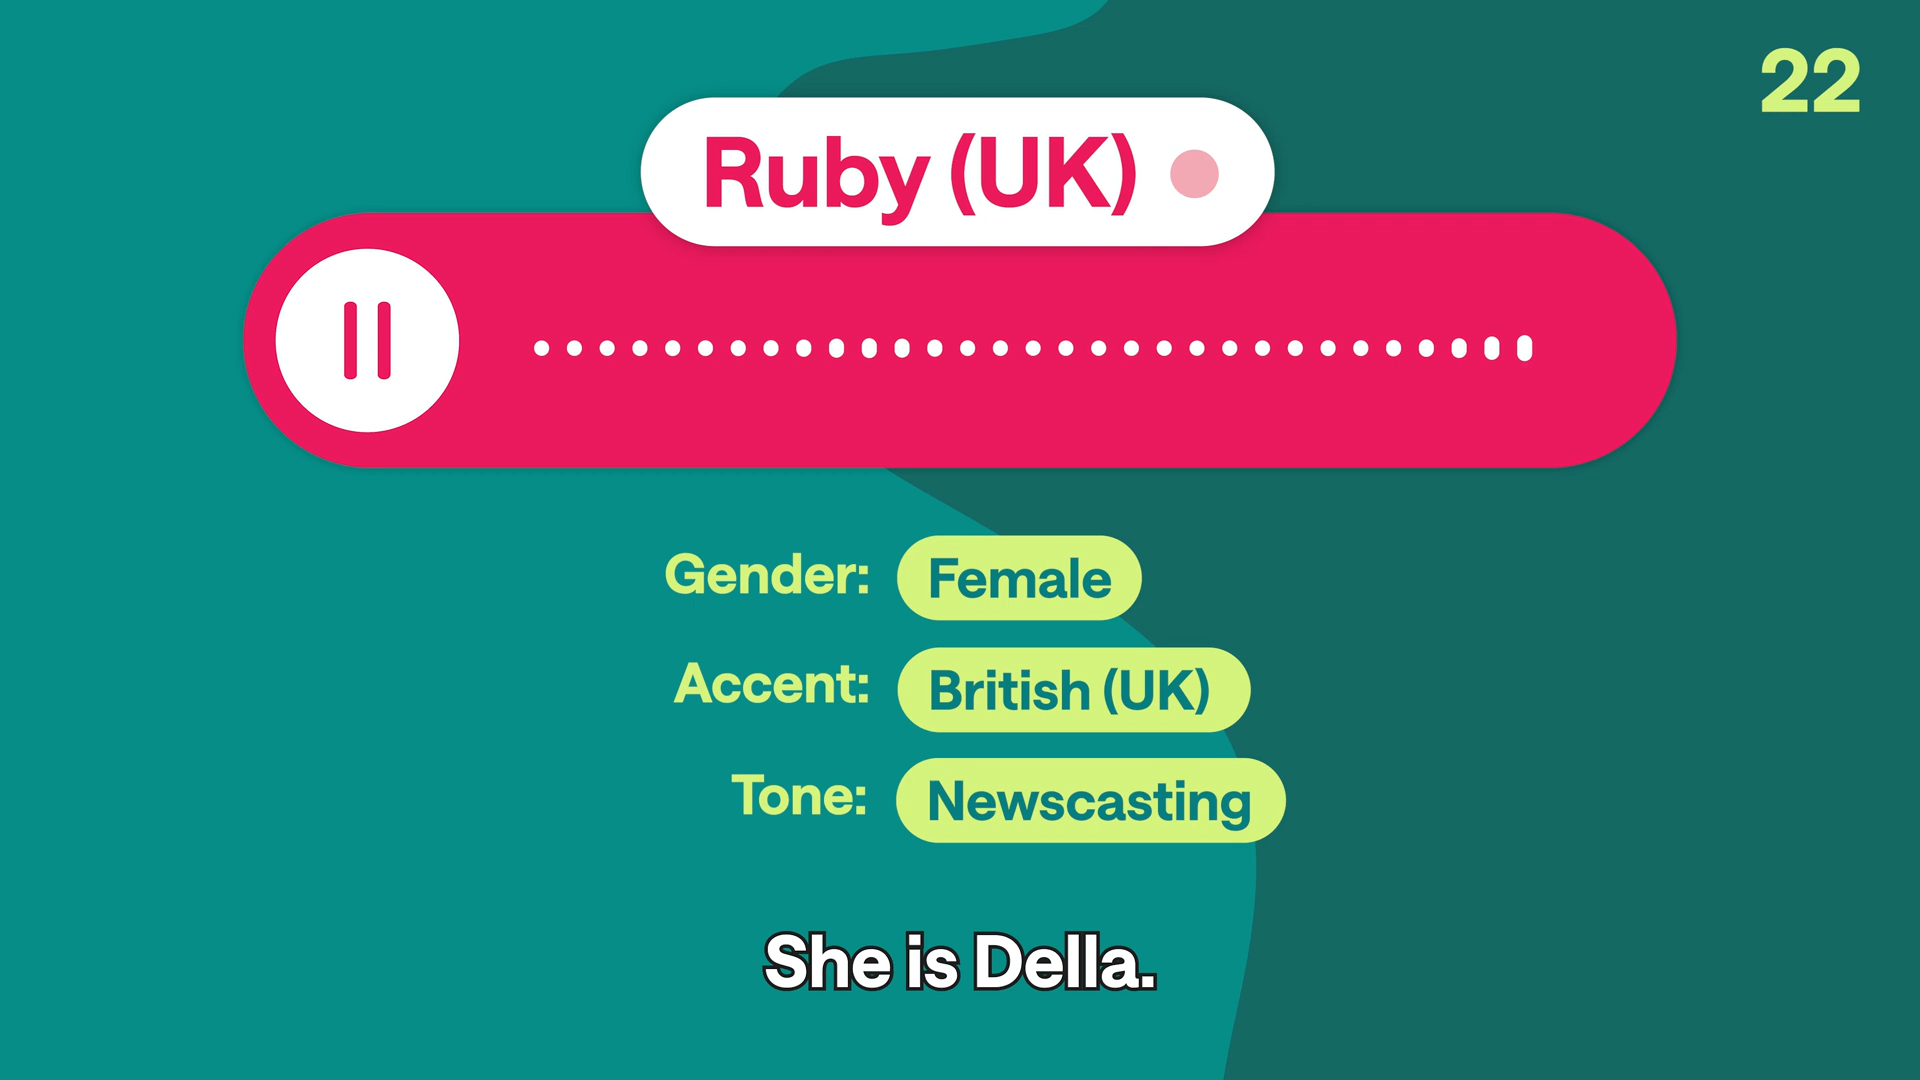 22
Ruby (UK)
Gender: Female
Accent: British (UK)
Tone: Newscasting
She is Della.